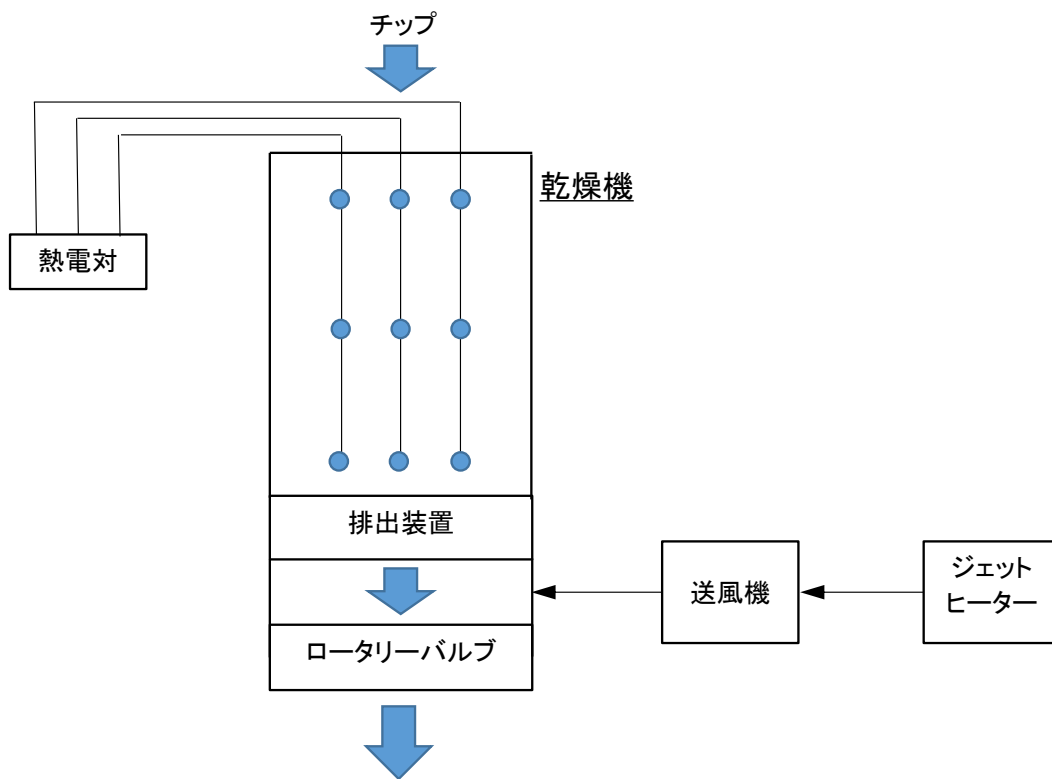 チップ
乾燥機
熱電対
排出装置
送風機
ジェット
ヒーター
ロータリーバルブ